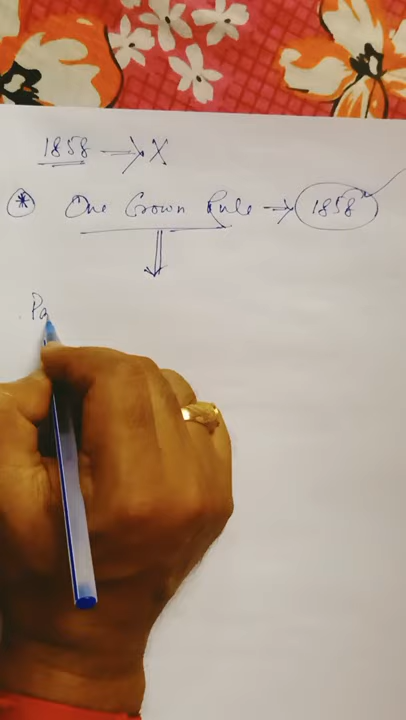 1858 → X
* One Crown Rule → 1858
Pa